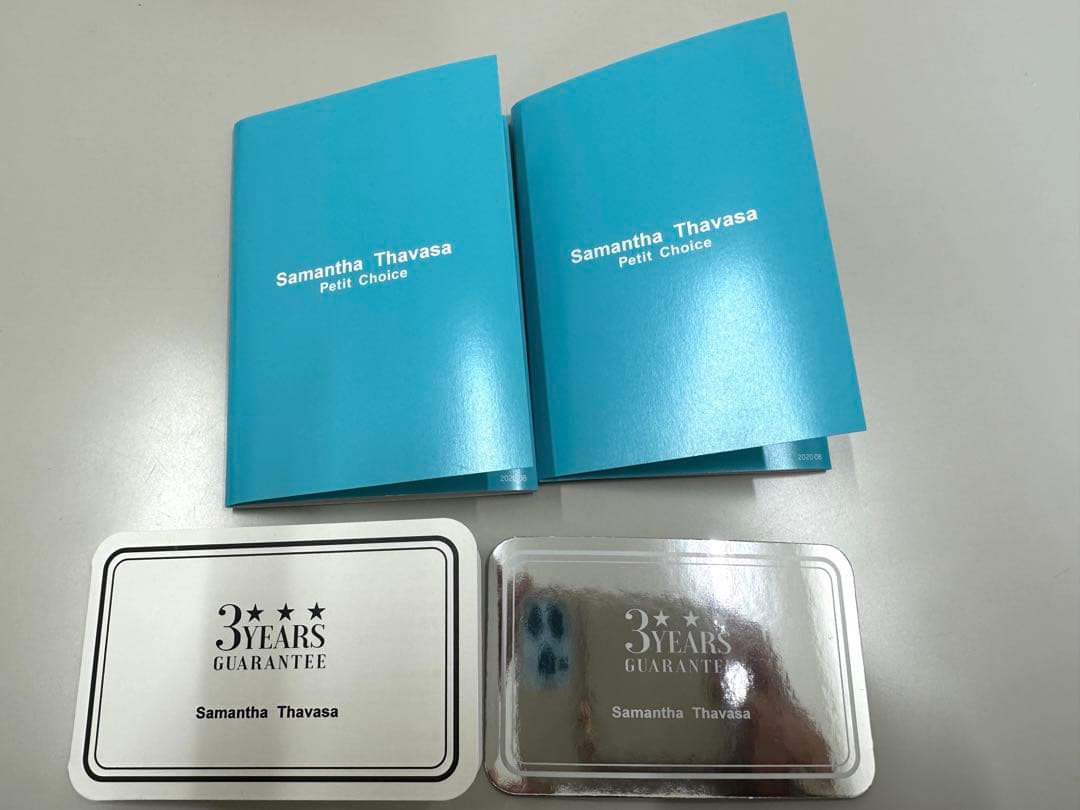 Samantha Thavasa
Petit Choice
2020.08
Samantha Thavasa
Petit Choice
2020.08
3★★★
YEARS
GUARANTEE
Samantha Thavasa
3★★
YEARS
GUARANTEE
Samantha Thavasa